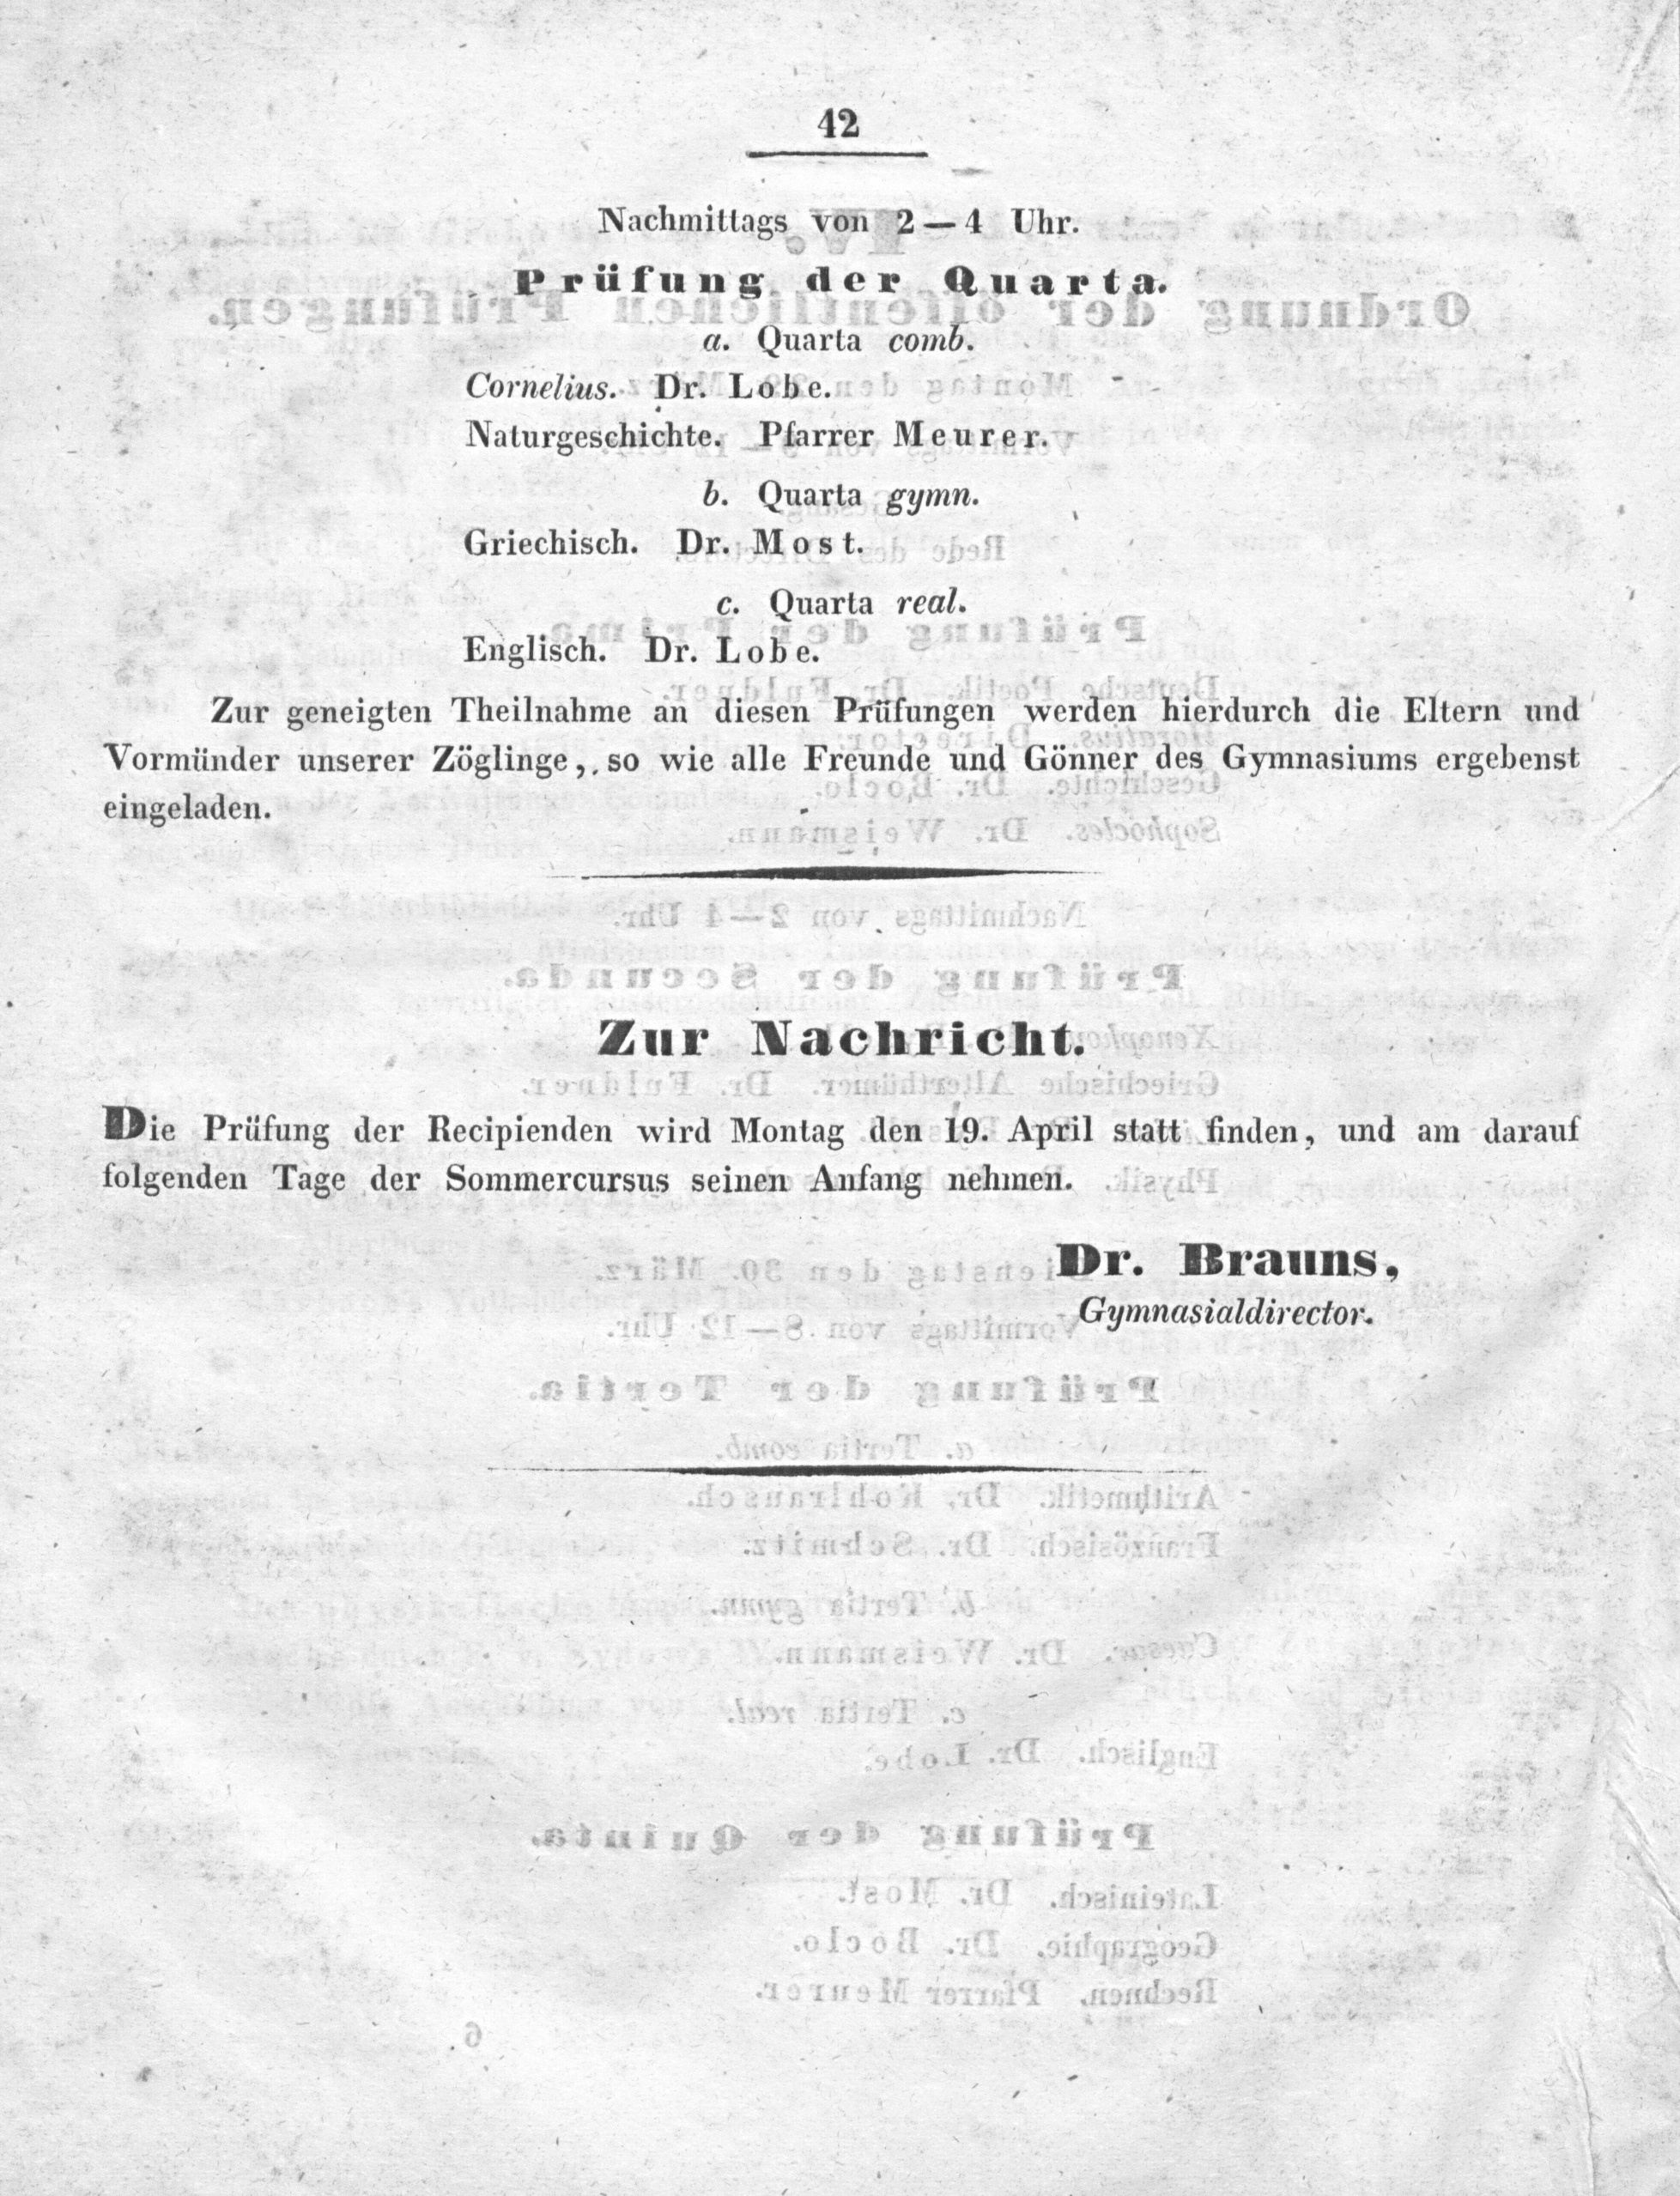 42
Nachmittags von 2—4 Uhr.
Prüfung der Quarta.
a. Quarta comb.
Cornelius. Dr. Lobe.
Naturgeschichte. Pfarrer Meurer.
b. Quarta gymn.
Griechisch. Dr. Most.
c. Quarta real.
Englisch. Dr. Lobe.
Zur geneigten Theilnahme an diesen Prüfungen werden hierdurch die Eltern und
Vormünder unserer Zöglinge, so wie alle Freunde und Gönner des Gymnasiums ergebenst
eingeladen.
Zur Nachricht.
Die Prüfung der Recipienden wird Montag den 19. April statt finden, und am darauf
folgenden Tage der Sommercursus seinen Anfang nehmen.
Dr. Brauns,
Gymnasialdirector.